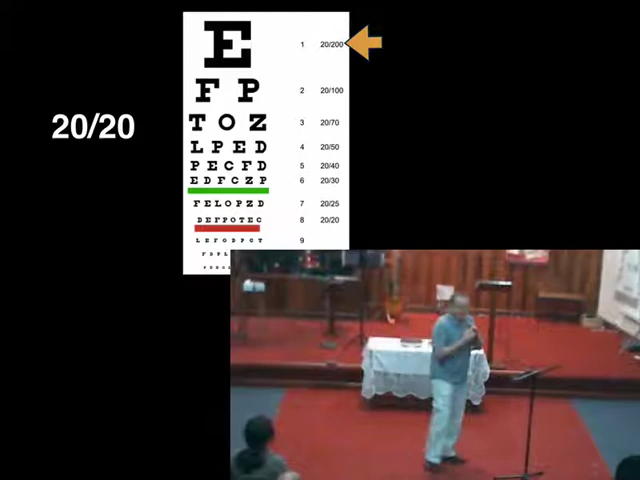 20/20
E 1 20/200
F P 2 20/100
T O Z 3 20/70
L P E D 4 20/50
P E C F D 5 20/40
E D F C Z P 6 20/30
F E L O P Z D 7 20/25
D E F P O T E C 8 20/20
L E F O D P C T 9
F D P L